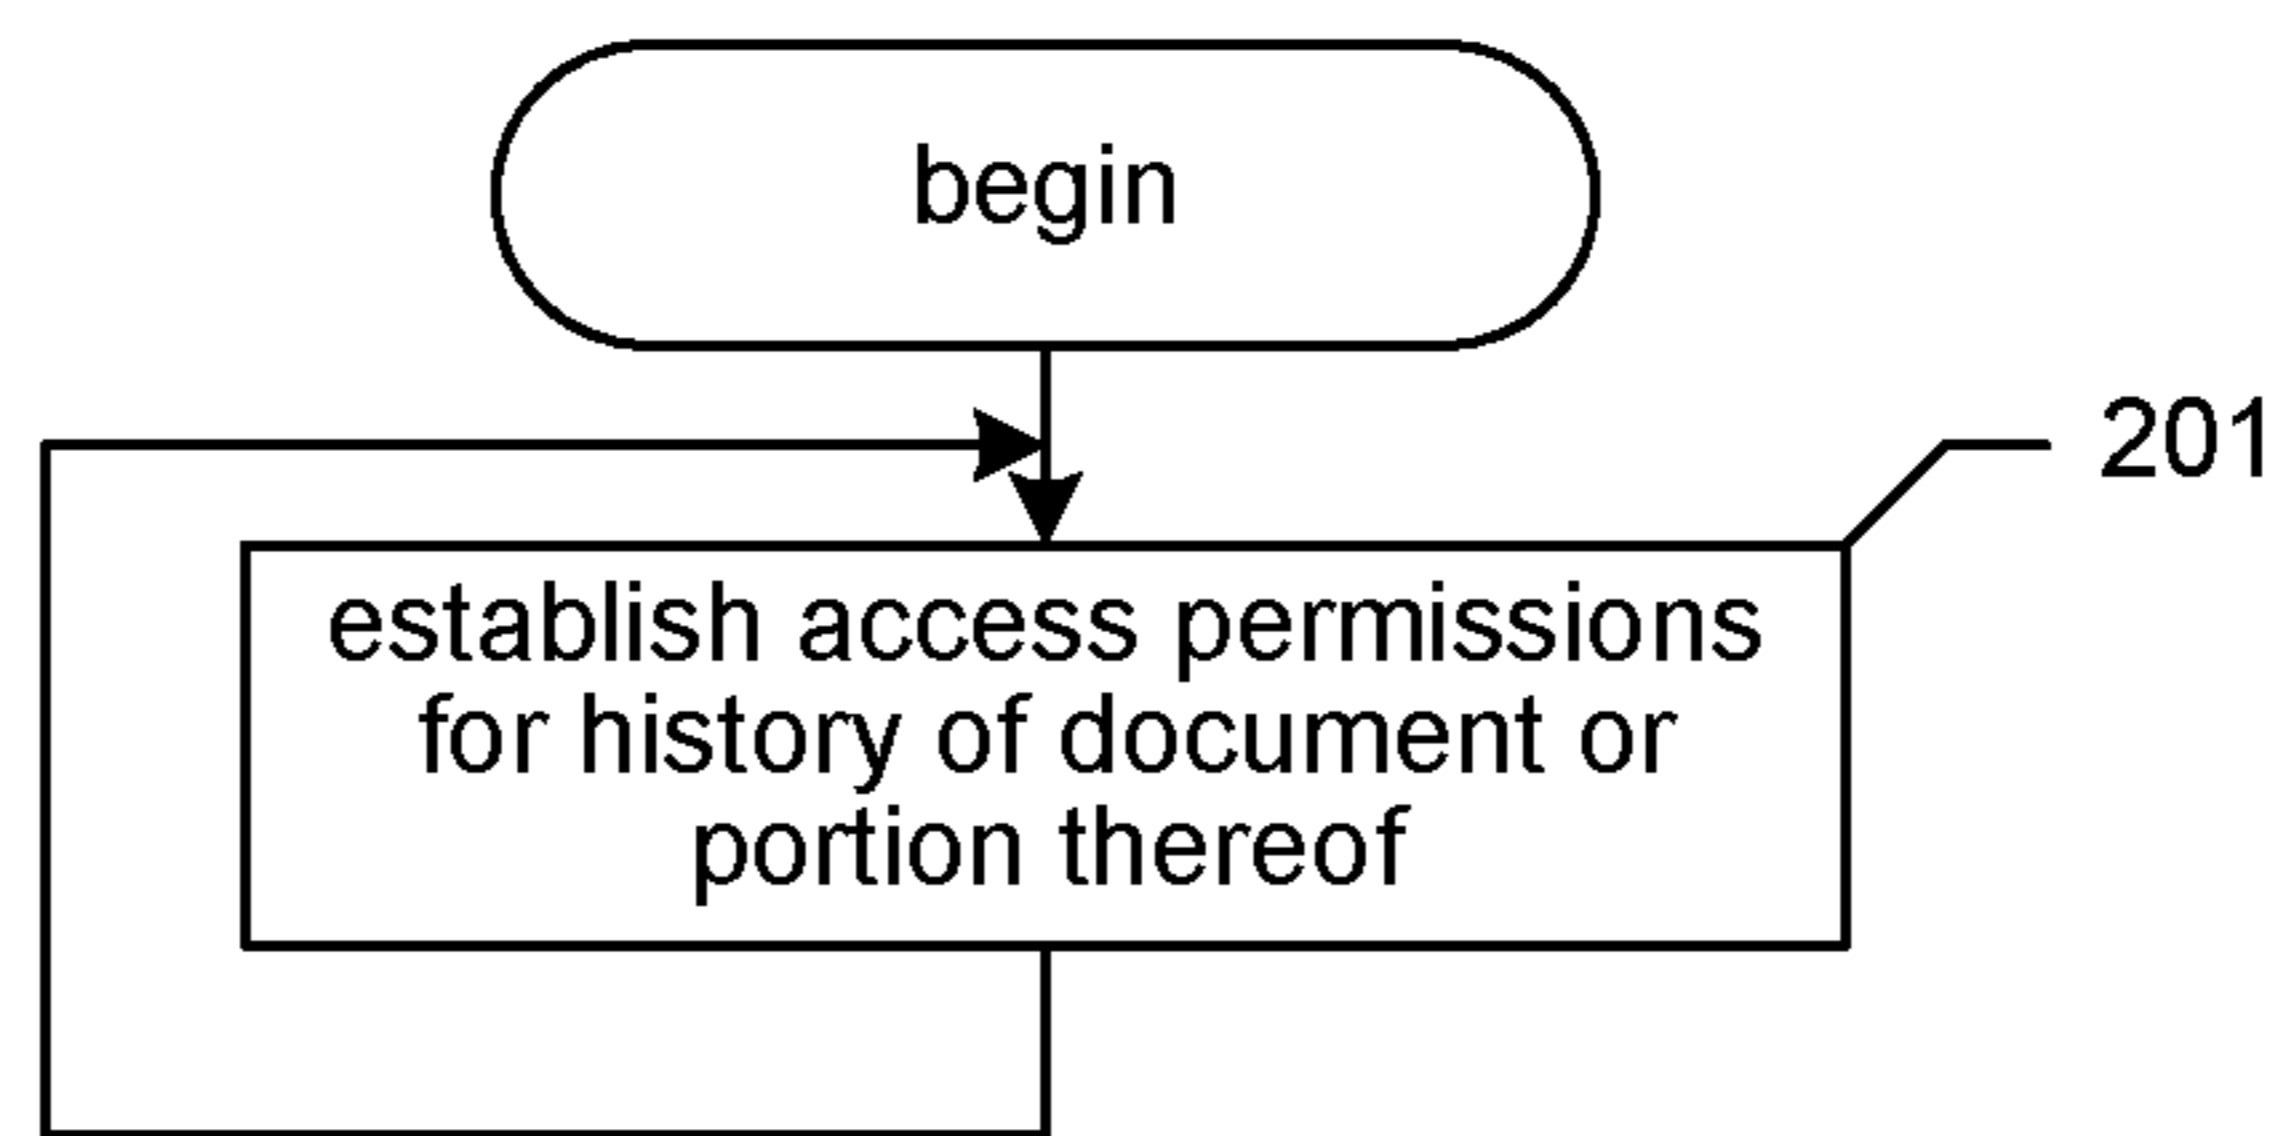 begin
201
establish access permissions
for history of document or
portion thereof